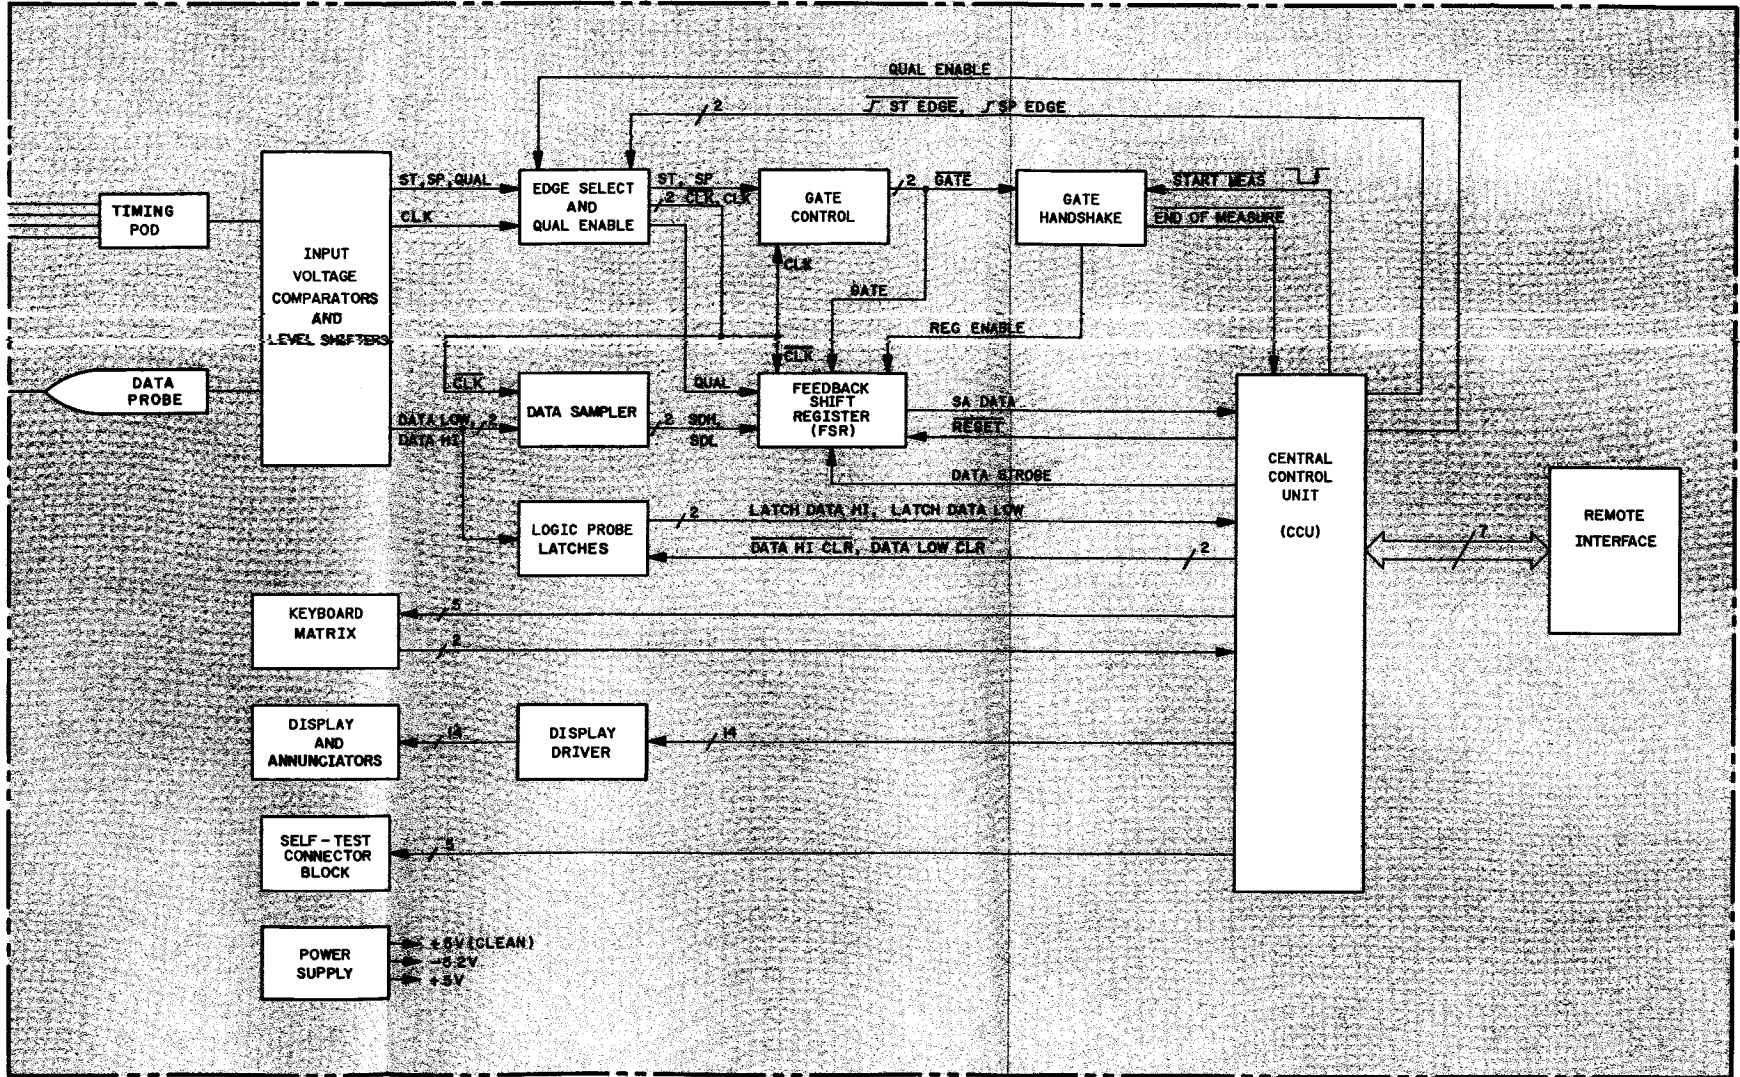 QUAL ENABLE
2
ST EDGE, SP EDGE
TIMING
POD
INPUT
VOLTAGE
COMPARATORS
AND
LEVEL SHIFTERS
ST, SP, QUAL
CLK
EDGE SELECT
AND
QUAL ENABLE
ST, SP
2 CLK, CLK
GATE
CONTROL
2
GATE
GATE
HANDSHAKE
START MEAS
END OF MEASURE
CLK
GATE
REG ENABLE
CLK
DATA
PROBE
CLK
DATA LOW, 2
DATA HI
DATA SAMPLER
QUAL
2 SDH,
SDL
FEEDBACK
SHIFT
REGISTER
(FSR)
SA DATA
RESET
DATA STROBE
CENTRAL
CONTROL
UNIT
(CCU)
7
REMOTE
INTERFACE
LOGIC PROBE
LATCHES
2
LATCH DATA HI, LATCH DATA LOW
DATA HI CLR, DATA LOW CLR
2
KEYBOARD
MATRIX
5
2
DISPLAY
AND
ANNUNCIATORS
14
DISPLAY
DRIVER
14
SELF-TEST
CONNECTOR
BLOCK
5
POWER
SUPPLY
+5V (CLEAN)
-5.2V
+5V